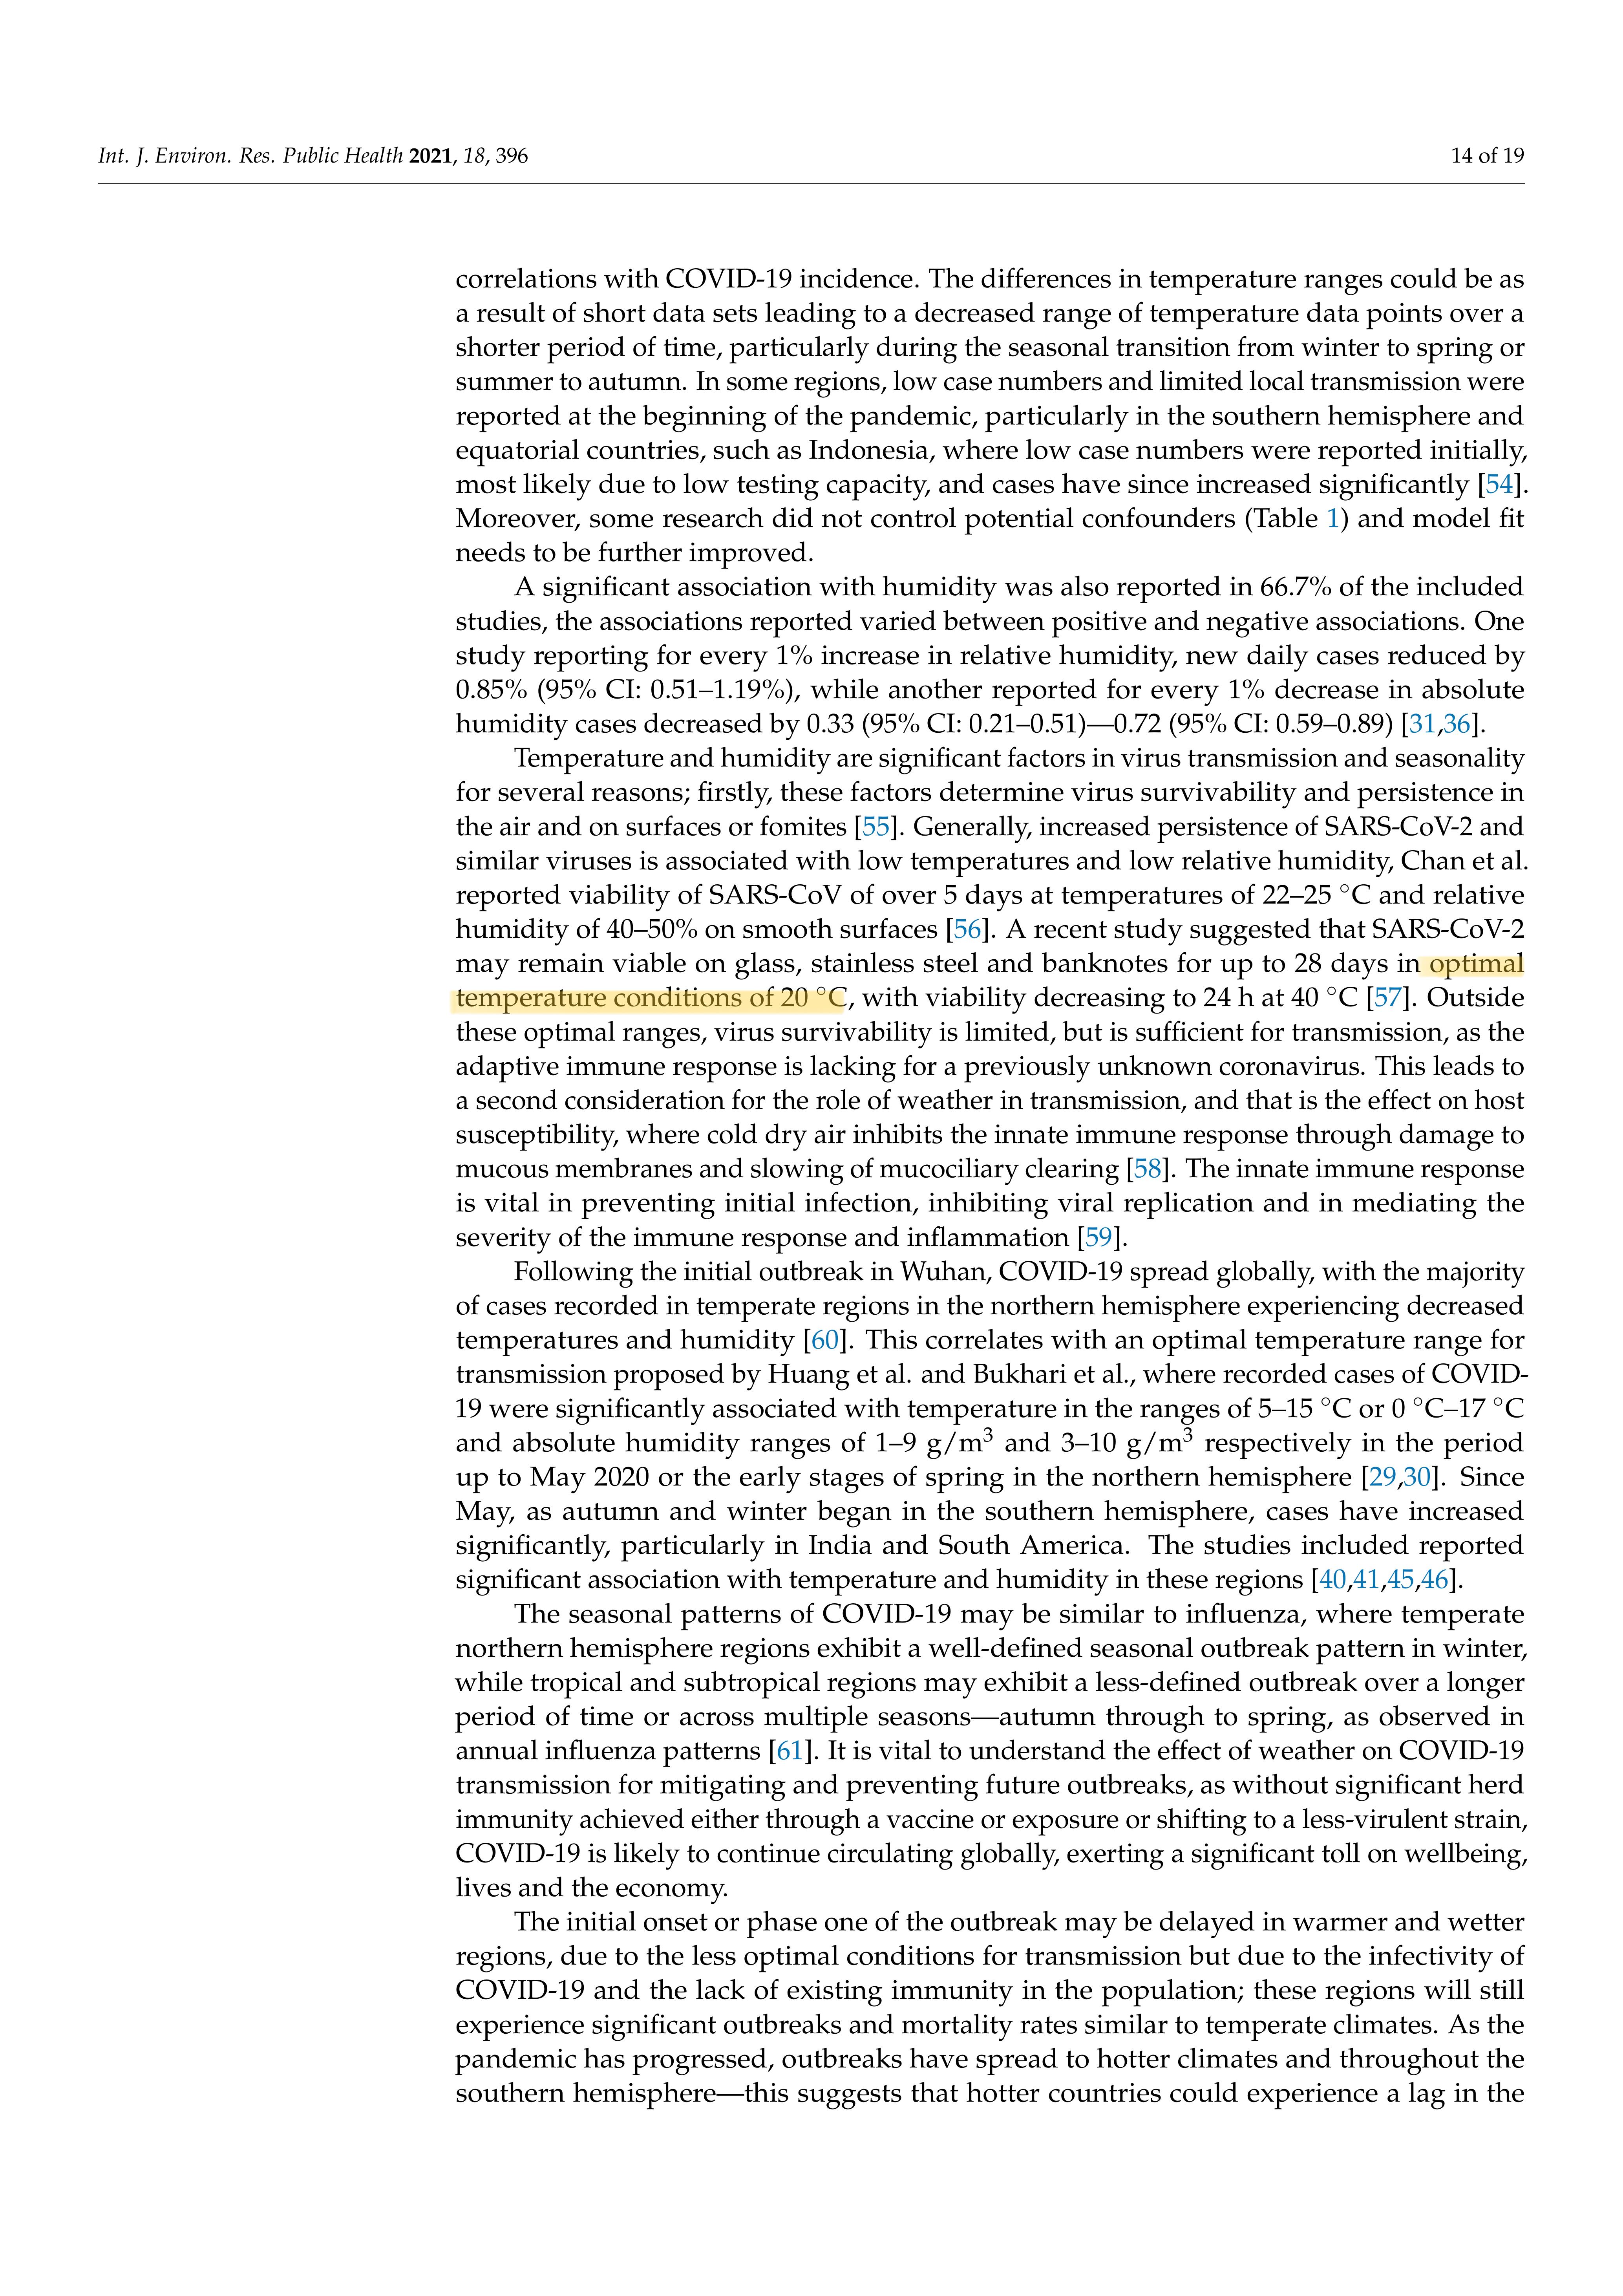 Int. J. Environ. Res. Public Health 2021, 18, 396
14 of 19
correlations with COVID-19 incidence. The differences in temperature ranges could be as
a result of short data sets leading to a decreased range of temperature data points over a
shorter period of time, particularly during the seasonal transition from winter to spring or
summer to autumn. In some regions, low case numbers and limited local transmission were
reported at the beginning of the pandemic, particularly in the southern hemisphere and
equatorial countries, such as Indonesia, where low case numbers were reported initially,
most likely due to low testing capacity, and cases have since increased significantly [54].
Moreover, some research did not control potential confounders (Table 1) and model fit
needs to be further improved.
A significant association with humidity was also reported in 66.7% of the included
studies, the associations reported varied between positive and negative associations. One
study reporting for every 1% increase in relative humidity, new daily cases reduced by
0.85% (95% CI: 0.51–1.19%), while another reported for every 1% decrease in absolute
humidity cases decreased by 0.33 (95% CI: 0.21–0.51)—0.72 (95% CI: 0.59–0.89) [31,36].
Temperature and humidity are significant factors in virus transmission and seasonality
for several reasons; firstly, these factors determine virus survivability and persistence in
the air and on surfaces or fomites [55]. Generally, increased persistence of SARS-CoV-2 and
similar viruses is associated with low temperatures and low relative humidity, Chan et al.
reported viability of SARS-CoV of over 5 days at temperatures of 22–25 °C and relative
humidity of 40–50% on smooth surfaces [56]. A recent study suggested that SARS-CoV-2
may remain viable on glass, stainless steel and banknotes for up to 28 days in optimal
temperature conditions of 20 °C, with viability decreasing to 24 h at 40 °C [57]. Outside
these optimal ranges, virus survivability is limited, but is sufficient for transmission, as the
adaptive immune response is lacking for a previously unknown coronavirus. This leads to
a second consideration for the role of weather in transmission, and that is the effect on host
susceptibility, where cold dry air inhibits the innate immune response through damage to
mucous membranes and slowing of mucociliary clearing [58]. The innate immune response
is vital in preventing initial infection, inhibiting viral replication and in mediating the
severity of the immune response and inflammation [59].
Following the initial outbreak in Wuhan, COVID-19 spread globally, with the majority
of cases recorded in temperate regions in the northern hemisphere experiencing decreased
temperatures and humidity [60]. This correlates with an optimal temperature range for
transmission proposed by Huang et al. and Bukhari et al., where recorded cases of COVID-
19 were significantly associated with temperature in the ranges of 5–15 °C or 0 °C–17 °C
and absolute humidity ranges of 1–9 g/m³ and 3–10 g/m³ respectively in the period
up to May 2020 or the early stages of spring in the northern hemisphere [29,30]. Since
May, as autumn and winter began in the southern hemisphere, cases have increased
significantly, particularly in India and South America. The studies included reported
significant association with temperature and humidity in these regions [40,41,45,46].
The seasonal patterns of COVID-19 may be similar to influenza, where temperate
northern hemisphere regions exhibit a well-defined seasonal outbreak pattern in winter,
while tropical and subtropical regions may exhibit a less-defined outbreak over a longer
period of time or across multiple seasons—autumn through to spring, as observed in
annual influenza patterns [61]. It is vital to understand the effect of weather on COVID-19
transmission for mitigating and preventing future outbreaks, as without significant herd
immunity achieved either through a vaccine or exposure or shifting to a less-virulent strain,
COVID-19 is likely to continue circulating globally, exerting a significant toll on wellbeing,
lives and the economy.
The initial onset or phase one of the outbreak may be delayed in warmer and wetter
regions, due to the less optimal conditions for transmission but due to the infectivity of
COVID-19 and the lack of existing immunity in the population; these regions will still
experience significant outbreaks and mortality rates similar to temperate climates. As the
pandemic has progressed, outbreaks have spread to hotter climates and throughout the
southern hemisphere—this suggests that hotter countries could experience a lag in the